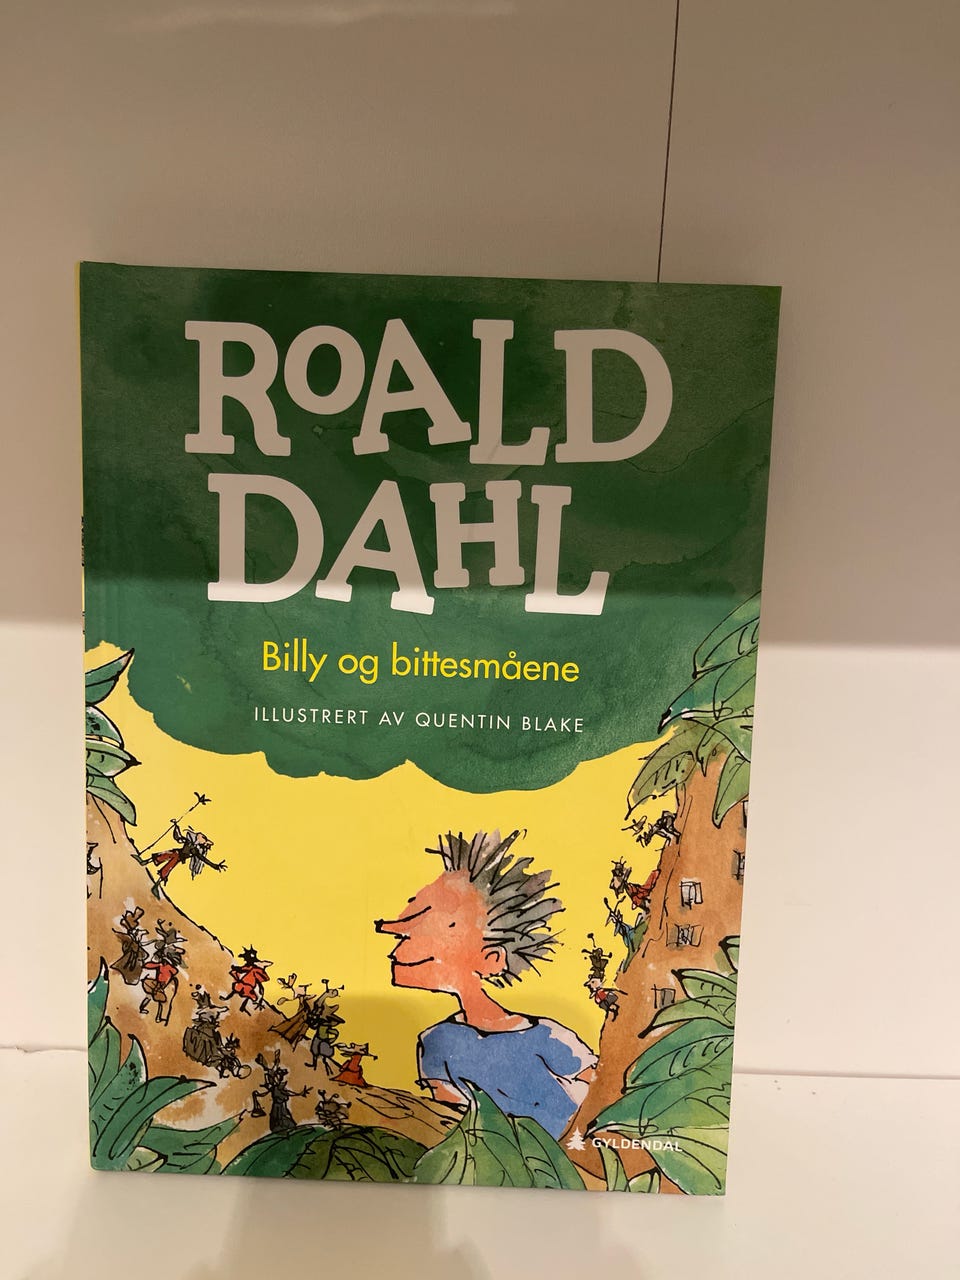 ROALD
DAHL
Billy og bittesmåene
ILLUSTRERT AV QUENTIN BLAKE
GYLDENDAL